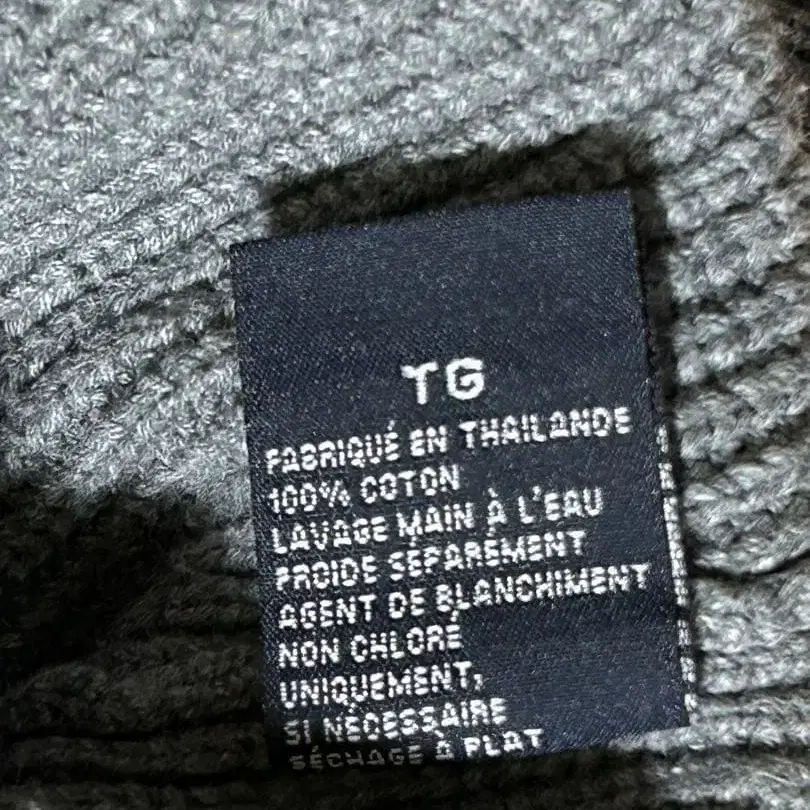 TG
FABRIQUÉ EN THAILANDE
100% COTON
LAVAGE MAIN À L'EAU
FROIDE SÉPARÉMENT
AGENT DE BLANCHIMENT
NON CHLORÉ
UNIQUEMENT,
SI NÉCESSAIRE
SÉCHAGE À PLAT